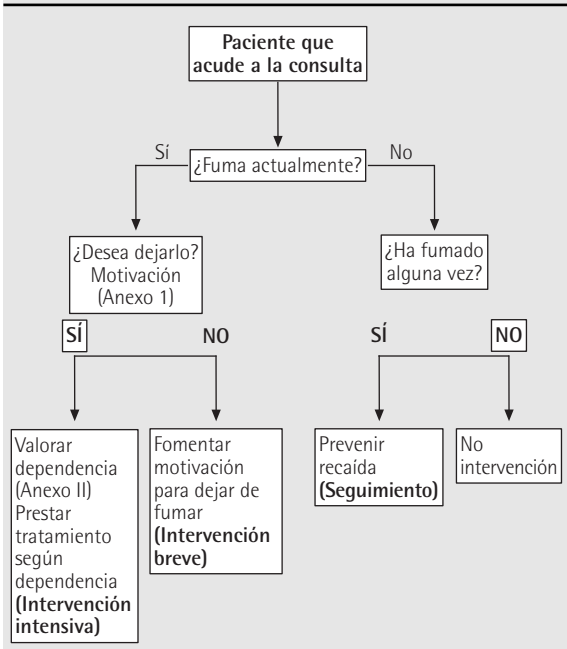 Paciente que
acude a la consulta
Sí
No
¿Fuma actualmente?
¿Desea dejarlo?
Motivación
(Anexo 1)
¿Ha fumado
alguna vez?
SÍ
NO
SÍ
NO
Valorar
dependencia
(Anexo II)
Prestar
tratamiento
según
dependencia
(Intervención
intensiva)
Fomentar
motivación
para dejar de
fumar
(Intervención
breve)
Prevenir
recaída
(Seguimiento)
No
intervención